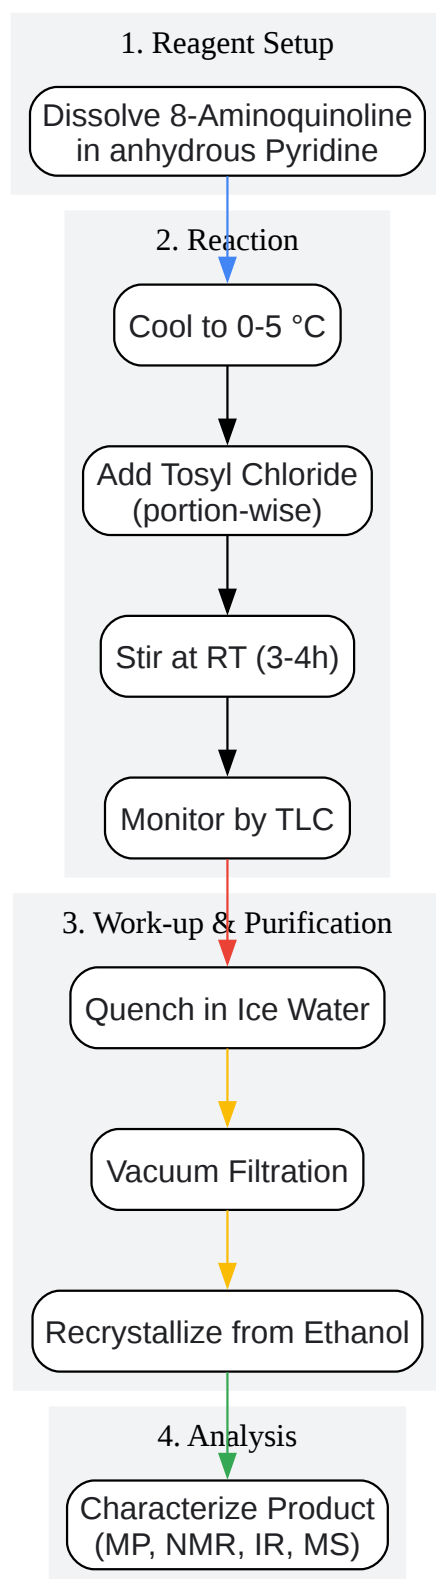 1. Reagent Setup
Dissolve 8-Aminoquinoline
in anhydrous Pyridine
2. Reaction
Cool to 0-5 °C
Add Tosyl Chloride
(portion-wise)
Stir at RT (3-4h)
Monitor by TLC
3. Work-up & Purification
Quench in Ice Water
Vacuum Filtration
Recrystallize from Ethanol
4. Analysis
Characterize Product
(MP, NMR, IR, MS)